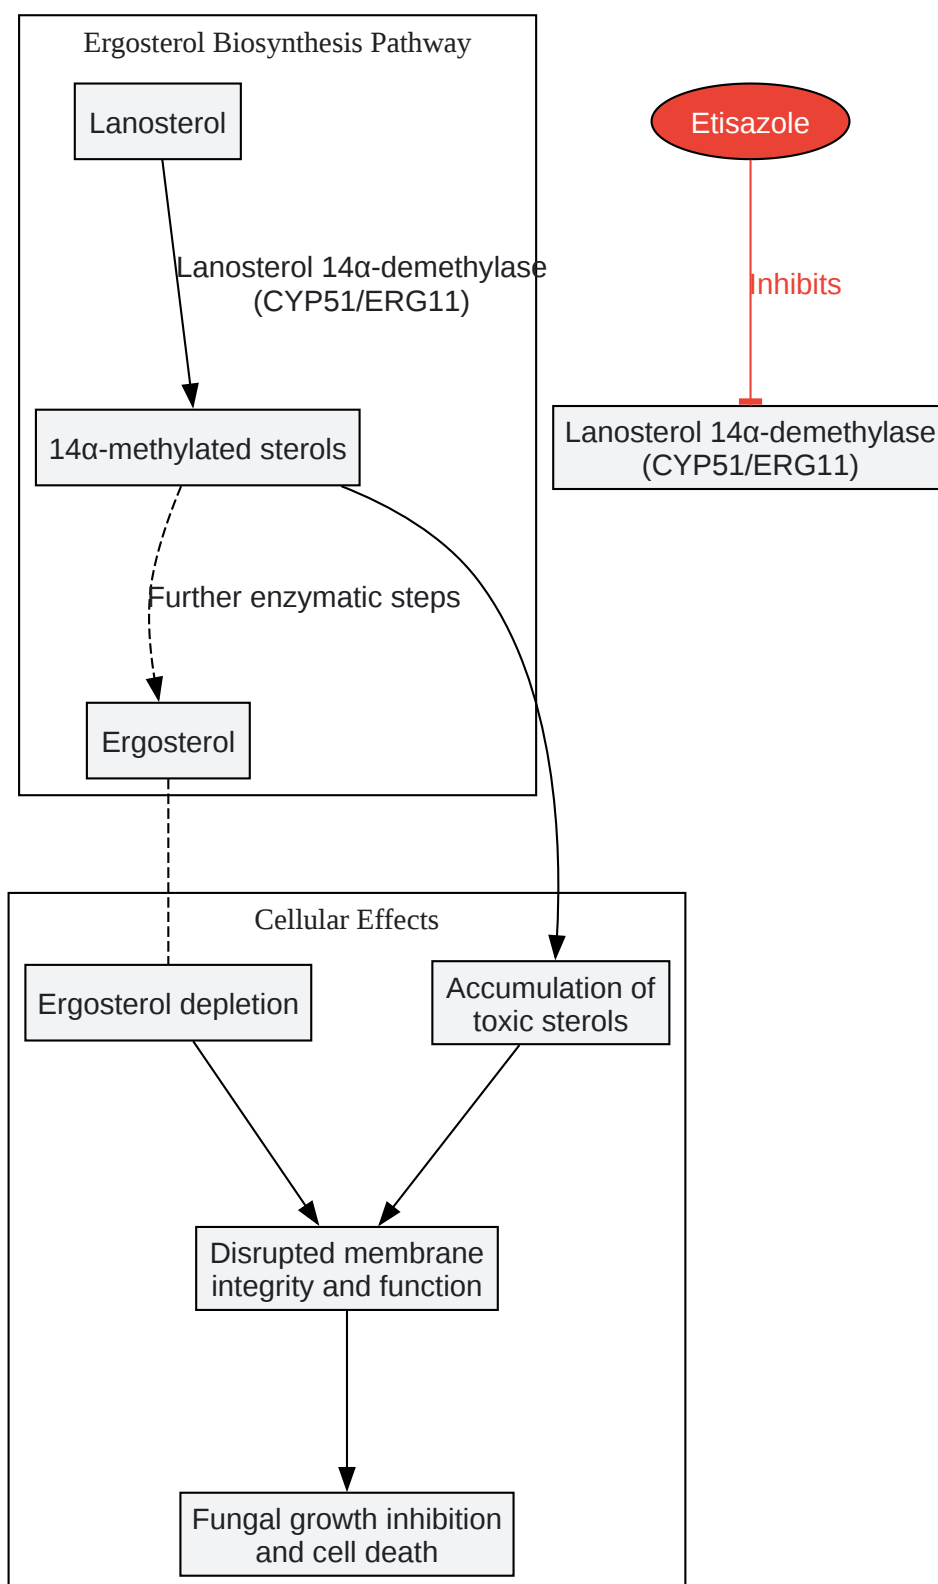 Ergosterol Biosynthesis Pathway
Lanosterol
Etisazole
Lanosterol 14α-demethylase
(CYP51/ERG11)
Inhibits
14α-methylated sterols
Lanosterol 14α-demethylase
(CYP51/ERG11)
Further enzymatic steps
Ergosterol
Cellular Effects
Ergosterol depletion
Accumulation of
toxic sterols
Disrupted membrane
integrity and function
Fungal growth inhibition
and cell death